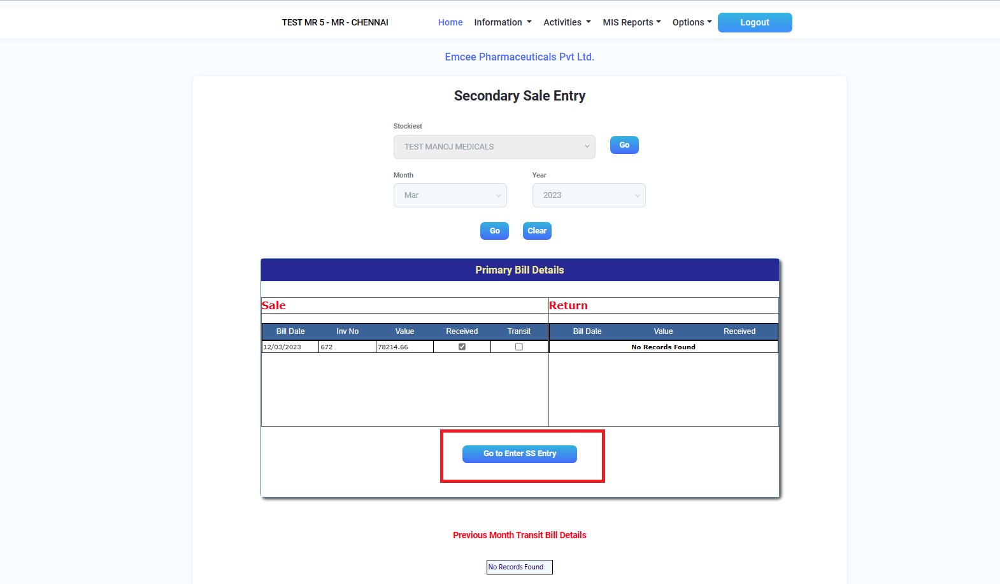 TEST MR 5 - MR - CHENNAI Home Information Activities MIS Reports Options Logout
Emcee Pharmaceuticals Pvt Ltd.
Secondary Sale Entry
Stockiest
TEST MANOJ MEDICALS Go
Month Year
Mar 2023
Go Clear
Primary Bill Details
Sale Return
Bill Date Inv No Value Received Transit Bill Date Value Received
12/03/2023 672 78214.66 No Records Found
Go to Enter SS Entry
Previous Month Transit Bill Details
No Records Found